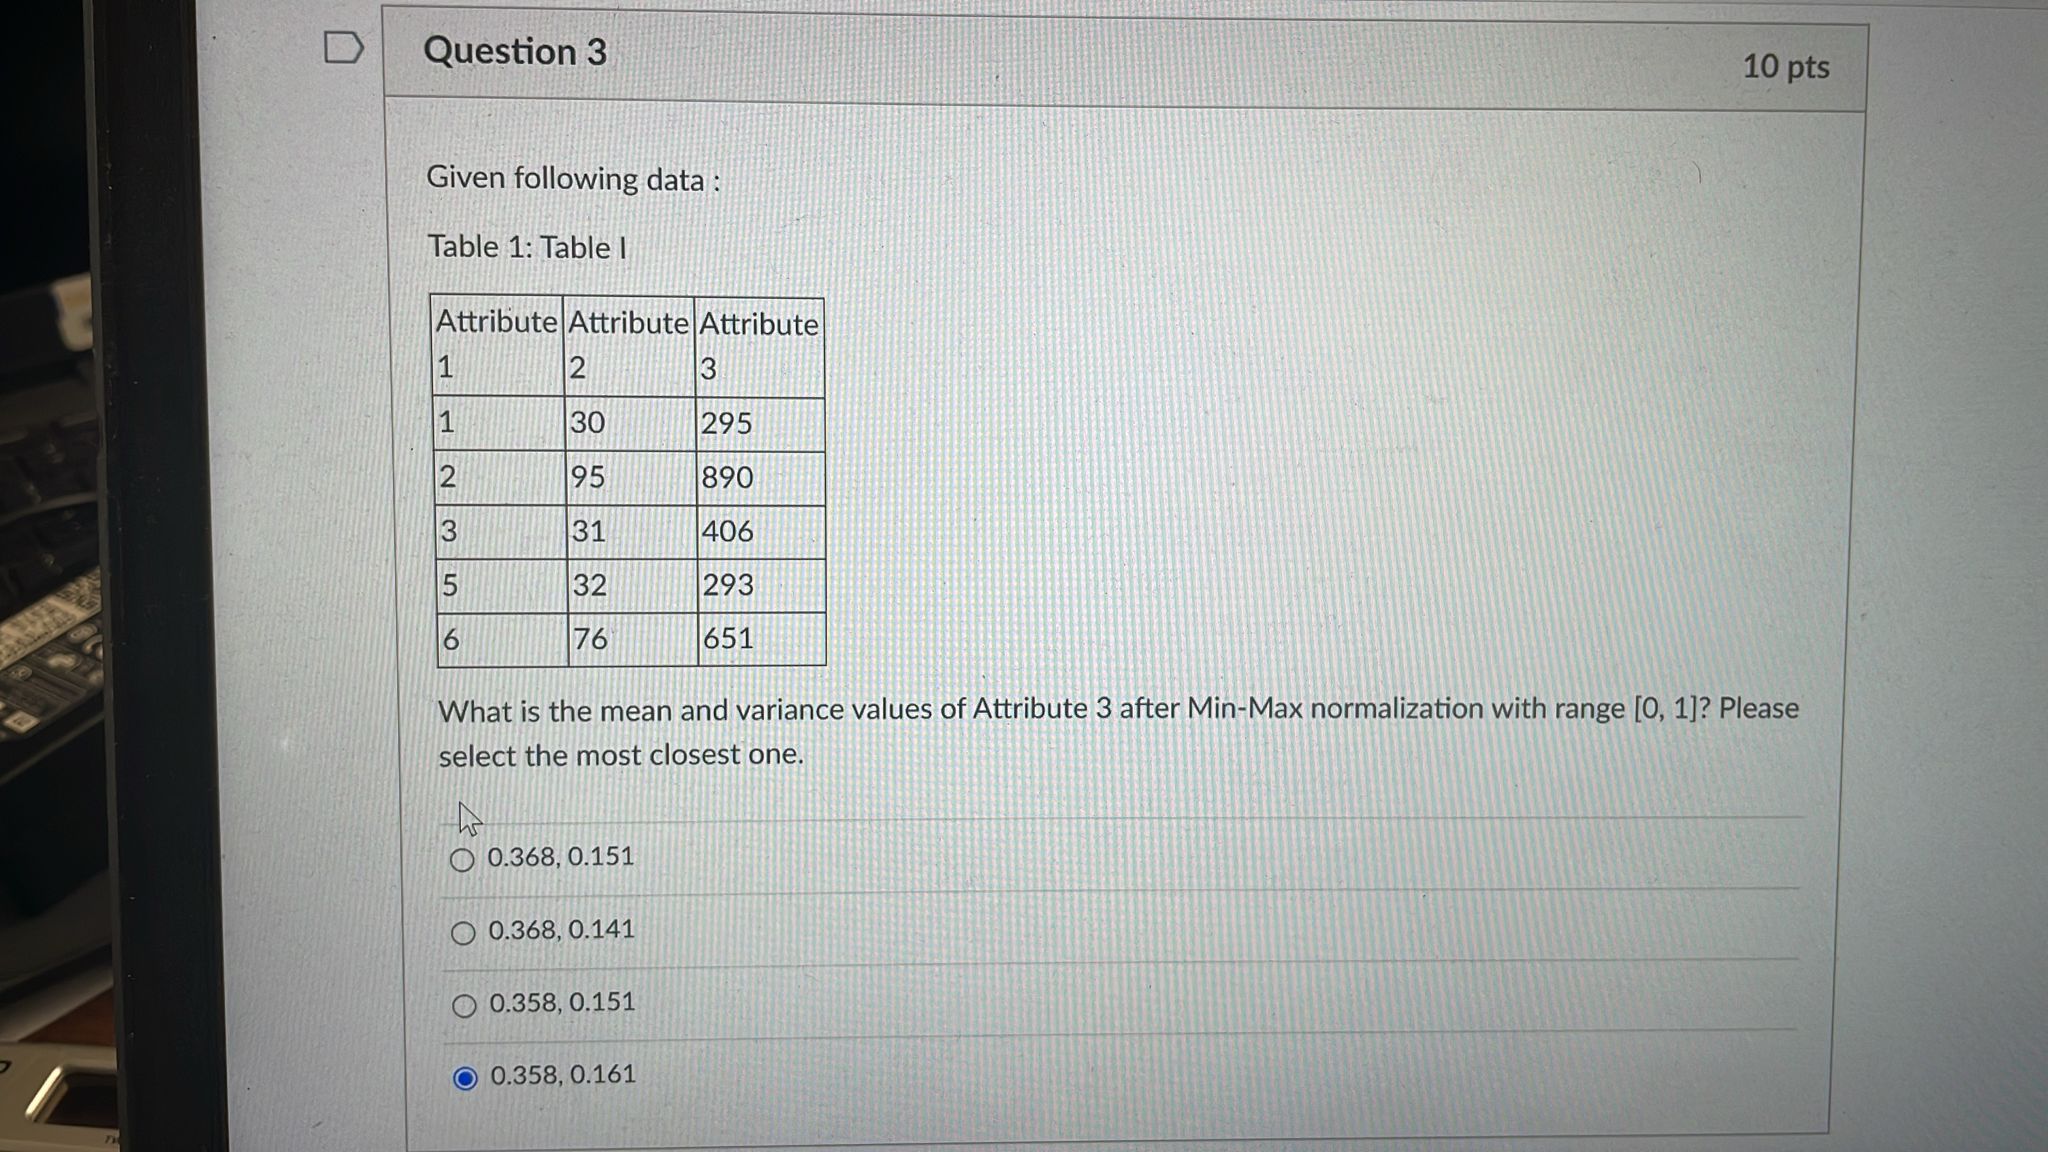 Question 3
10 pts
Given following data :
Table 1: Table I
Attribute 1 Attribute 2 Attribute 3
1 30 295
2 95 890
3 31 406
5 32 293
6 76 651
What is the mean and variance values of Attribute 3 after Min-Max normalization with range [0, 1]? Please
select the most closest one.
0.368, 0.151
0.368, 0.141
0.358, 0.151
0.358, 0.161